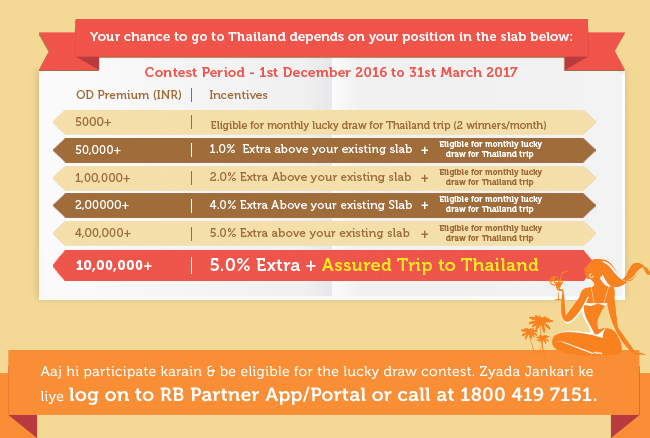 Your chance to go to Thailand depends on your position in the slab below:
Contest Period - 1st December 2016 to 31st March 2017
OD Premium (INR) Incentives
5000+ Eligible for monthly lucky draw for Thailand trip (2 winners/month)
50,000+ 1.0% Extra above your existing slab + Eligible for monthly lucky
draw for Thailand trip
1,00,000+ 2.0% Extra Above your existing slab + Eligible for monthly lucky
draw for Thailand trip
2,00000+ 4.0% Extra Above your existing Slab + Eligible for monthly lucky
draw for Thailand trip
4,00,000+ 5.0% Extra above your existing slab + Eligible for monthly lucky
draw for Thailand trip
10,00,000+ 5.0% Extra + Assured Trip to Thailand
Aaj hi participate karain & be eligible for the lucky draw contest. Zyada Jankari ke
liye log on to RB Partner App/Portal or call at 1800 419 7151.